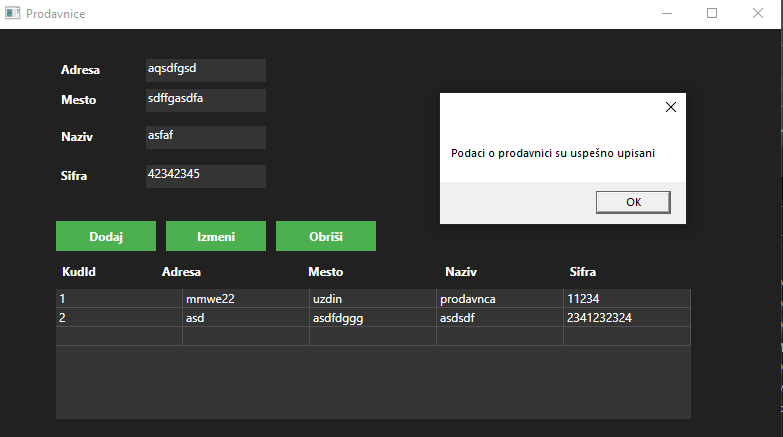 Prodavnice
Adresa aqsdfgsd
Mesto sdffgasdfa
Naziv asfaf
Sifra 42342345
Podaci o prodavnici su uspešno upisani
OK
Dodaj Izmeni Obriši
KudId Adresa Mesto Naziv Sifra
1 mmwe22 uzdin prodavnca 11234
2 asd asdfdggg asdsdf 2341232324